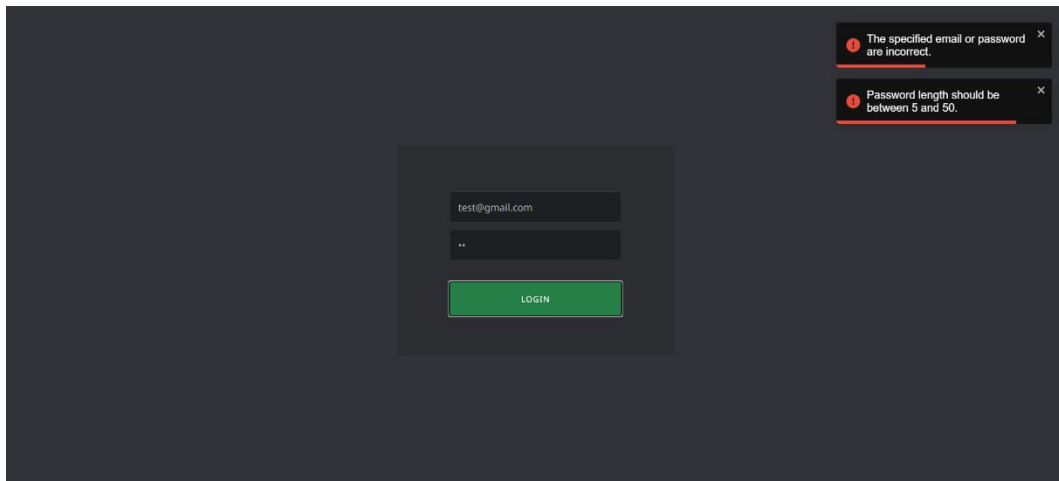 The specified email or password
are incorrect.
Password length should be
between 5 and 50.
test@gmail.com
••
LOGIN